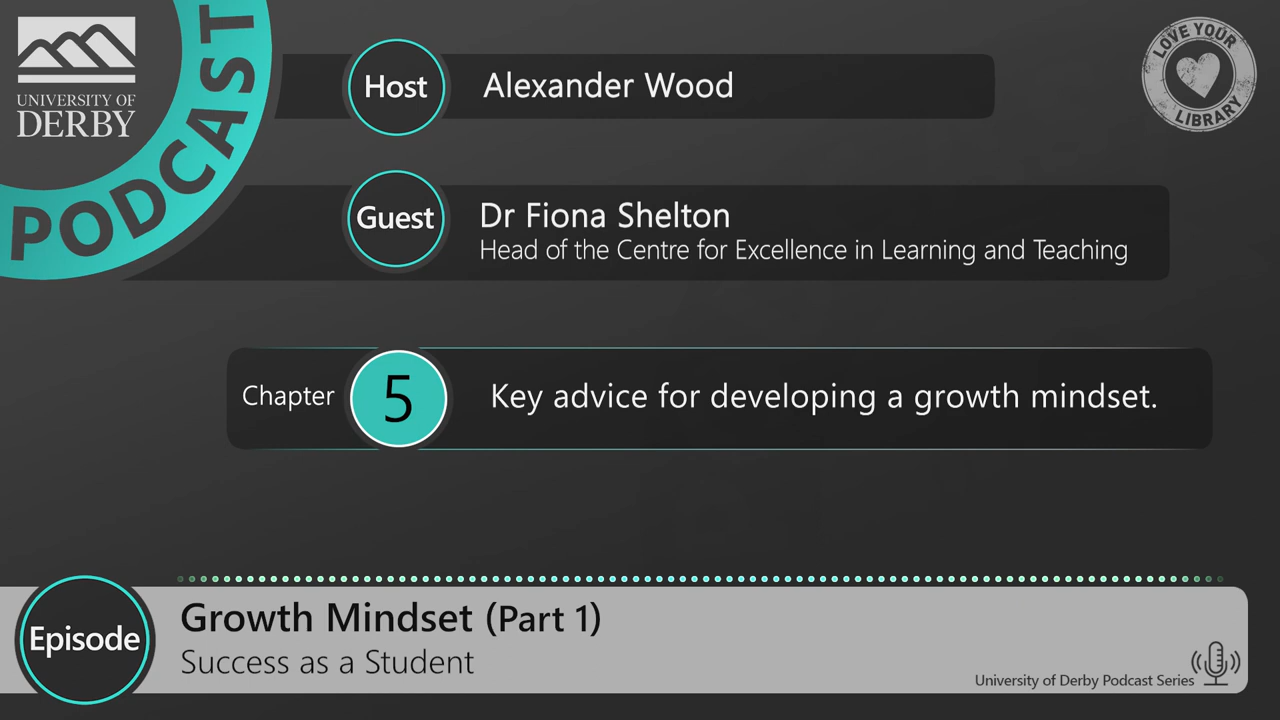 UNIVERSITY OF
DERBY
PODCAST
Host
Alexander Wood
LOVE YOUR
LIBRARY
Guest
Dr Fiona Shelton
Head of the Centre for Excellence in Learning and Teaching
Chapter
5
Key advice for developing a growth mindset.
Episode
Growth Mindset (Part 1)
Success as a Student
University of Derby Podcast Series